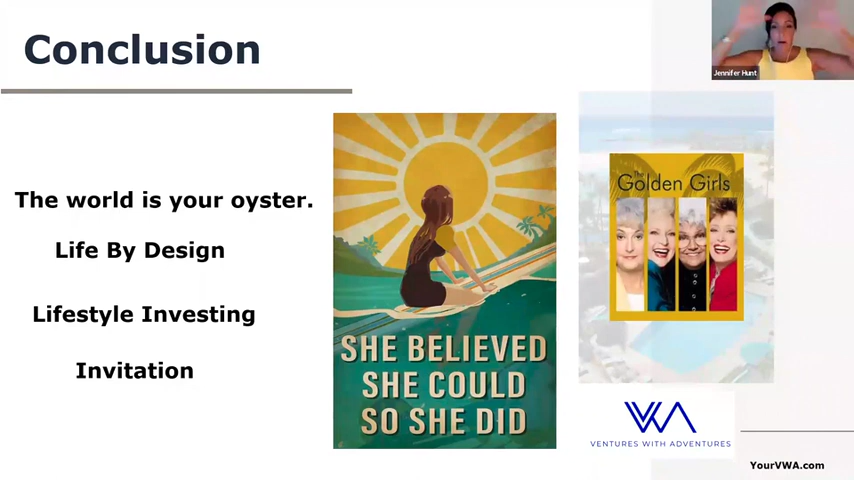 Conclusion
Jennifer Hunt
The world is your oyster.
Life By Design
Lifestyle Investing
Invitation
SHE BELIEVED
SHE COULD
SO SHE DID
The
Golden Girls
VWA
VENTURES WITH ADVENTURES
YourVWA.com